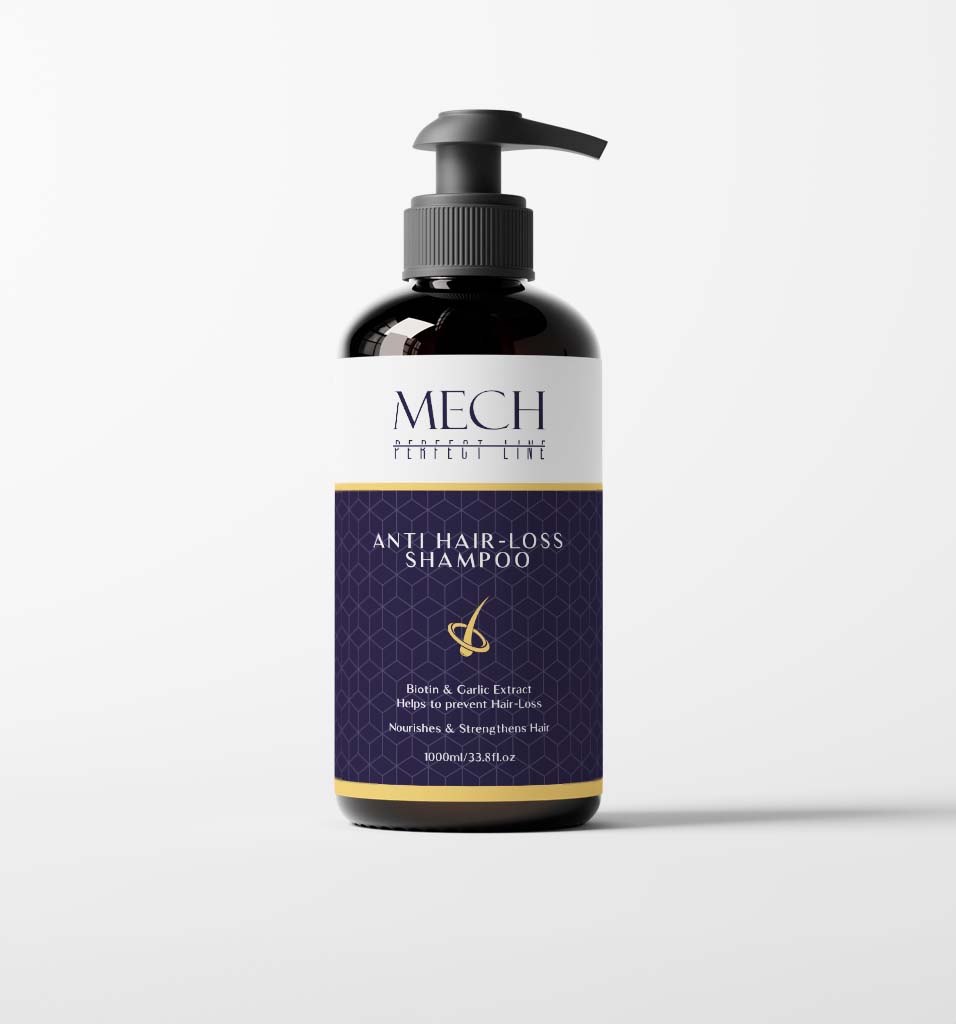 MECH
PERFECT LINE
ANTI HAIR-LOSS
SHAMPOO
Biotin & Garlic Extract
Helps to prevent Hair-Loss
Nourishes & Strengthens Hair
1000ml/33.8fl.oz